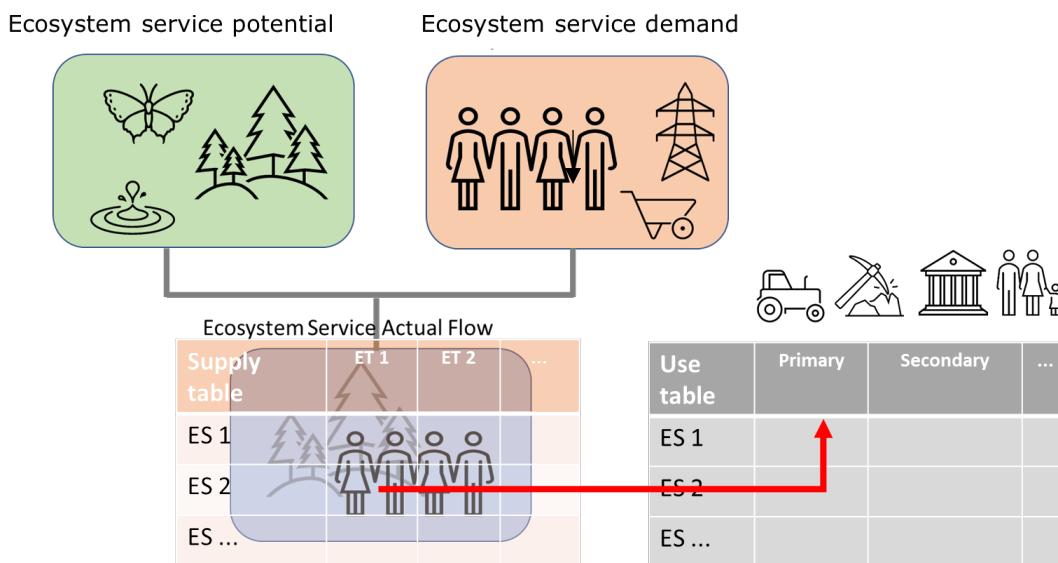 Ecosystem service potential
Ecosystem service demand
Ecosystem Service Actual Flow
Supply table ET 1 ET 2 ...
ES 1
ES 2
ES ...
Use table Primary Secondary ...
ES 1
ES 2
ES ...